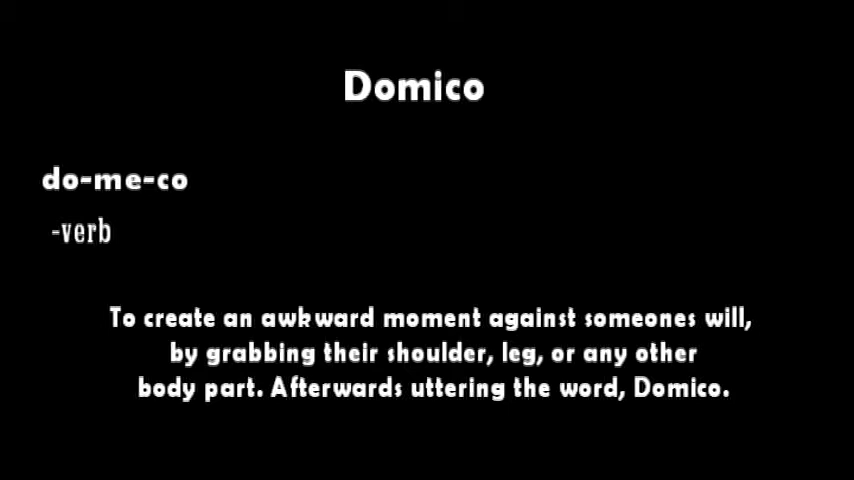 Domico
do-me-co
-verb
To create an awkward moment against someones will,
by grabbing their shoulder, leg, or any other
body part. Afterwards uttering the word, Domico.